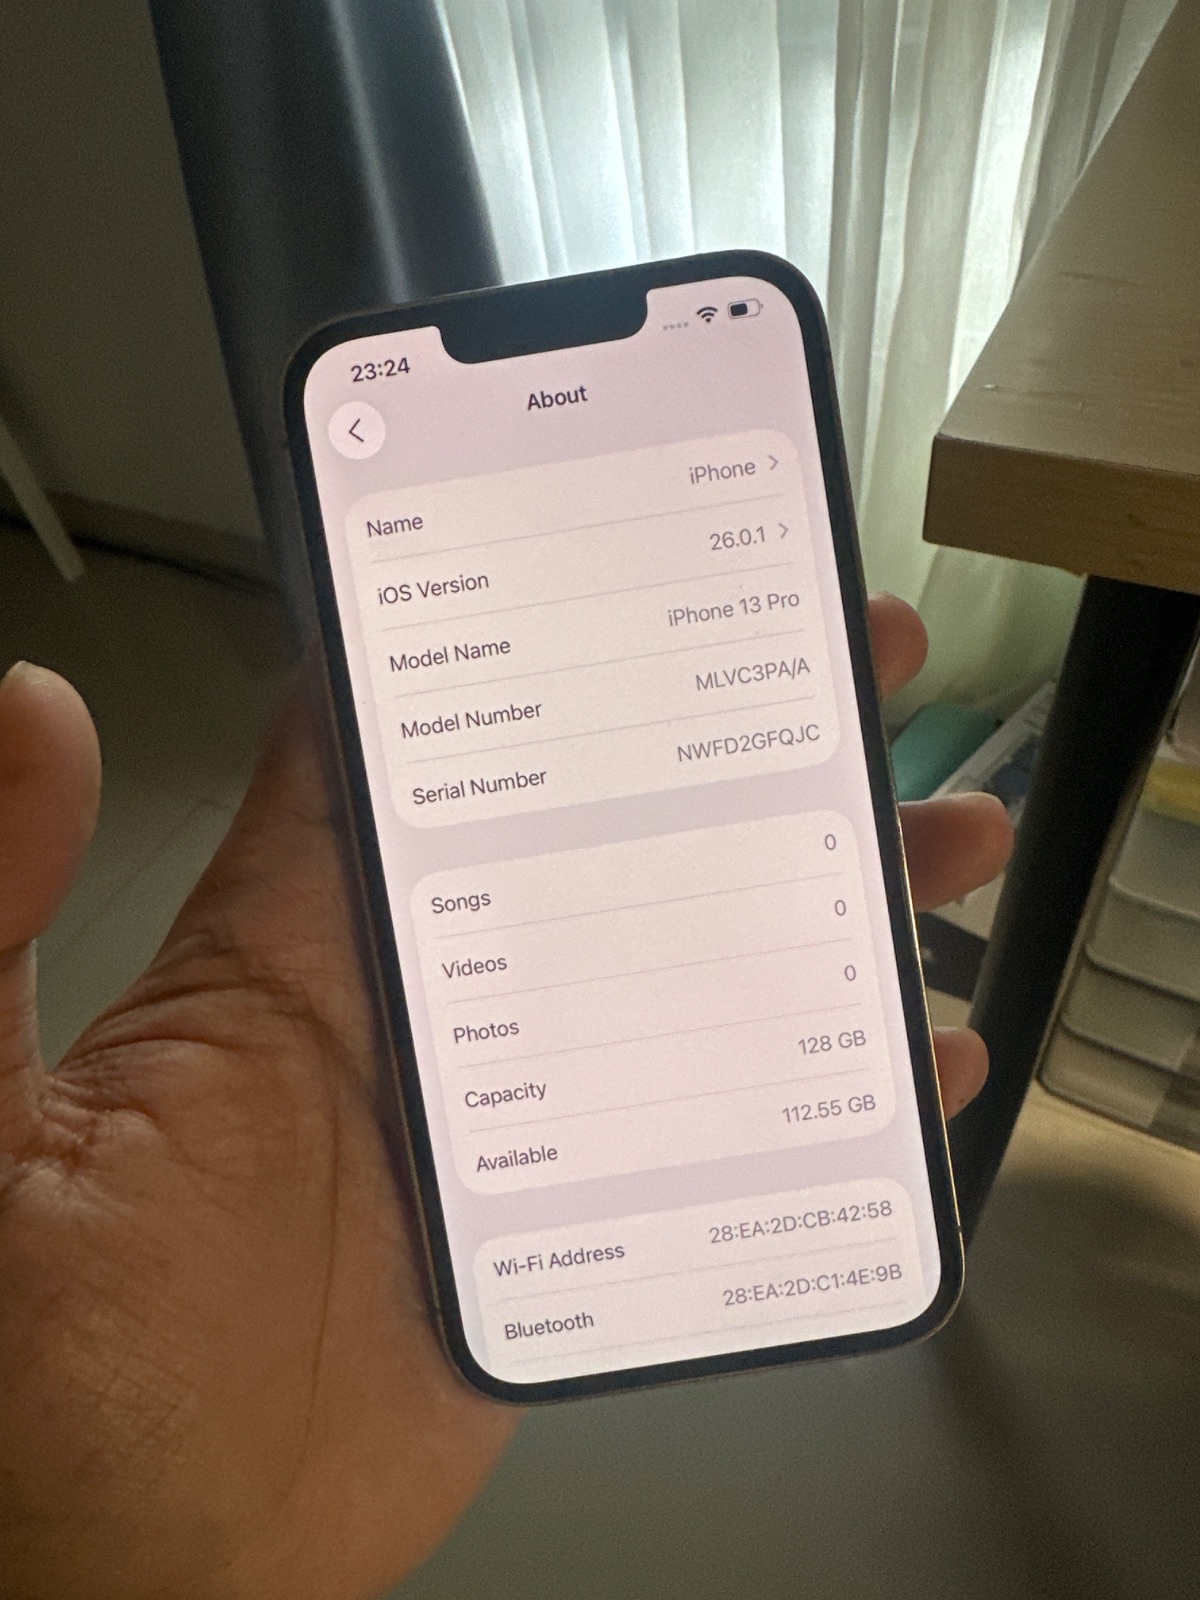 23:24
About
Name iPhone
iOS Version 26.0.1
Model Name iPhone 13 Pro
Model Number MLVC3PA/A
Serial Number NWFD2GFQJC
Songs 0
Videos 0
Photos 0
Capacity 128 GB
Available 112.55 GB
Wi-Fi Address 28:EA:2D:CB:42:58
Bluetooth 28:EA:2D:C1:4E:9B